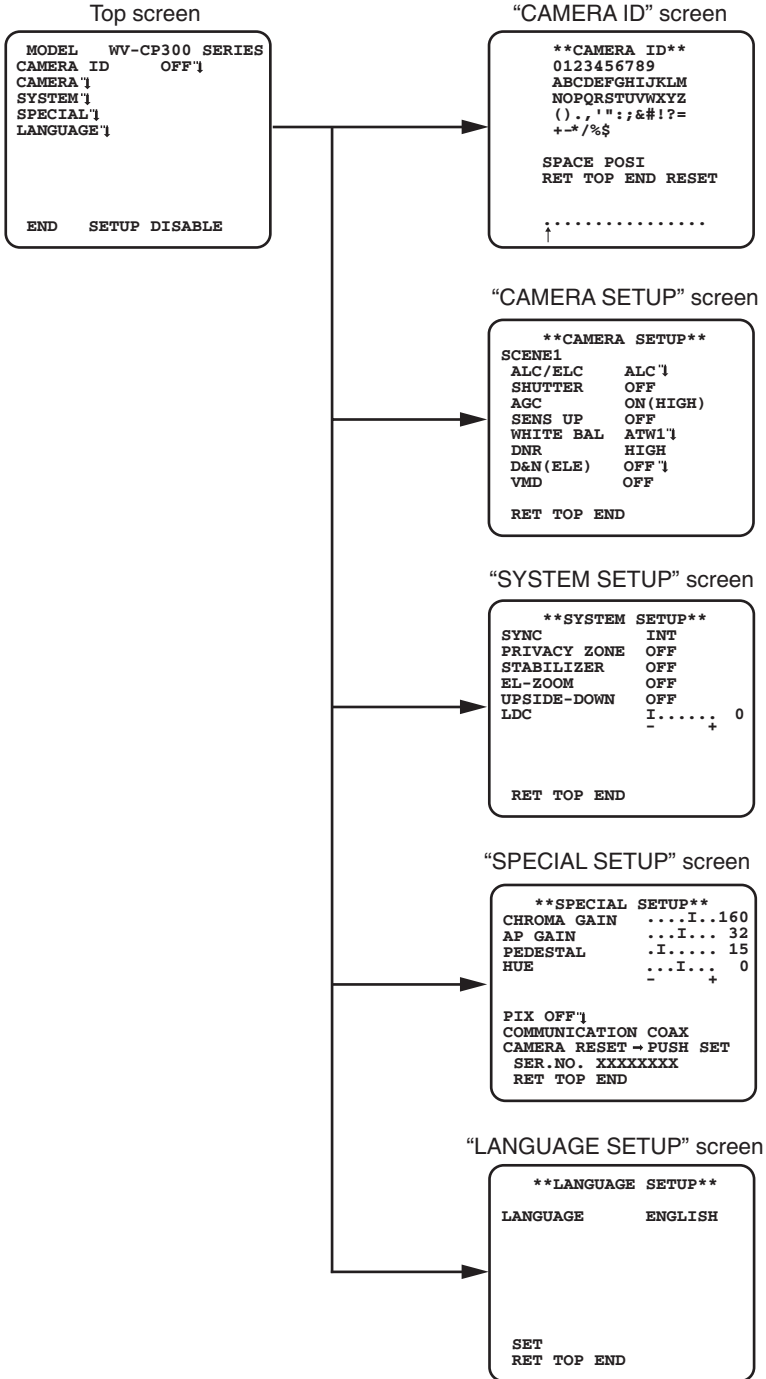 Top screen
MODEL WV-CP300 SERIES
CAMERA ID OFF
CAMERA
SYSTEM
SPECIAL
LANGUAGE
END SETUP DISABLE
“CAMERA ID” screen
**CAMERA ID**
0123456789
ABCDEFGHIJKLM
NOPQRSTUVWXYZ
().,'":;&#!?=
+-*/%$
SPACE POSI
RET TOP END RESET
................
↑
“CAMERA SETUP” screen
**CAMERA SETUP**
SCENE1
ALC/ELC ALC
SHUTTER OFF
AGC ON(HIGH)
SENS UP OFF
WHITE BAL ATW1
DNR HIGH
D&N(ELE) OFF
VMD OFF
RET TOP END
“SYSTEM SETUP” screen
**SYSTEM SETUP**
SYNC INT
PRIVACY ZONE OFF
STABILIZER OFF
EL-ZOOM OFF
UPSIDE-DOWN OFF
LDC I...... 0
- +
RET TOP END
“SPECIAL SETUP” screen
**SPECIAL SETUP**
CHROMA GAIN ....I..160
AP GAIN ...I... 32
PEDESTAL .I..... 15
HUE ...I... 0
- +
PIX OFF
COMMUNICATION COAX
CAMERA RESET → PUSH SET
SER.NO. XXXXXXXX
RET TOP END
“LANGUAGE SETUP” screen
**LANGUAGE SETUP**
LANGUAGE ENGLISH
SET
RET TOP END